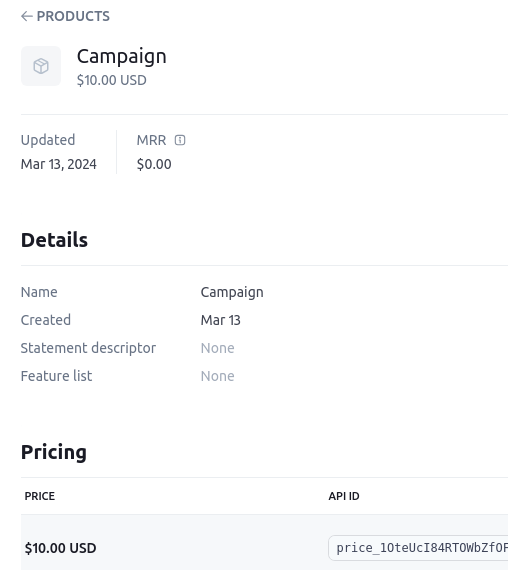 ← PRODUCTS
Campaign
$10.00 USD
Updated
Mar 13, 2024
MRR
$0.00
Details
Name Campaign
Created Mar 13
Statement descriptor None
Feature list None
Pricing
PRICE API ID
$10.00 USD price_1OteUcI84RTOWbZfOF